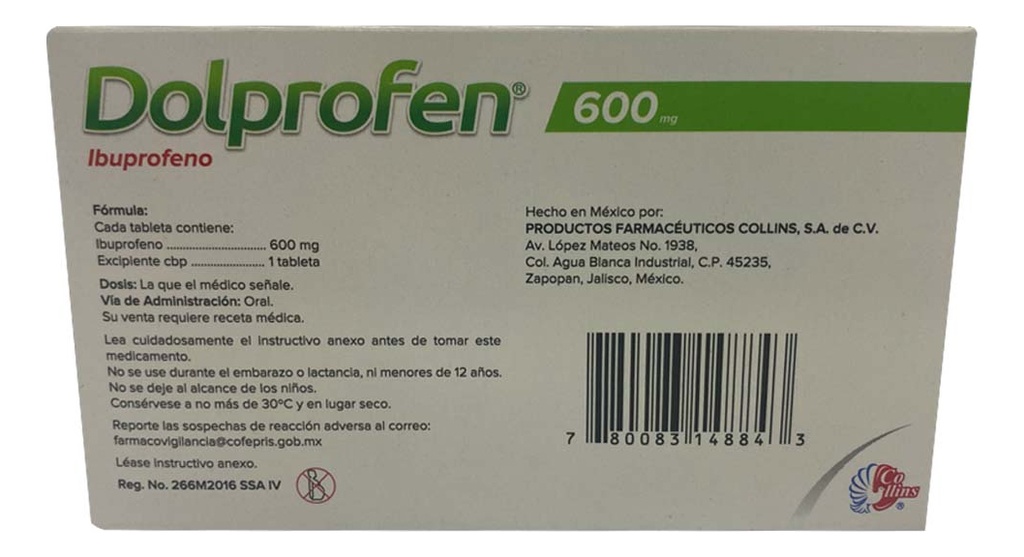 Dolprofen® 600 mg
Ibuprofeno
Fórmula:
Cada tableta contiene:
Ibuprofeno .............................. 600 mg
Excipiente cbp ...................... 1 tableta
Dosis: La que el médico señale.
Vía de Administración: Oral.
Su venta requiere receta médica.
Lea cuidadosamente el instructivo anexo antes de tomar este
medicamento.
No se use durante el embarazo o lactancia, ni menores de 12 años.
No se deje al alcance de los niños.
Consérvese a no más de 30°C y en lugar seco.
Reporte las sospechas de reacción adversa al correo:
farmacovigilancia@cofepris.gob.mx
Léase instructivo anexo.
Reg. No. 266M2016 SSA IV
Hecho en México por:
PRODUCTOS FARMACÉUTICOS COLLINS, S.A. de C.V.
Av. López Mateos No. 1938,
Col. Agua Blanca Industrial, C.P. 45235,
Zapopan, Jalisco, México.
7 80083 14884 3
Co
llins
®